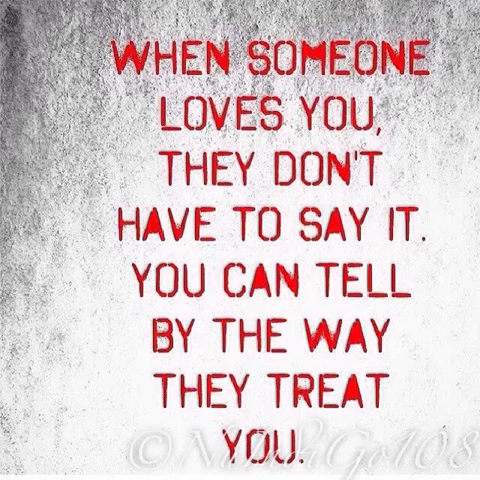 WHEN SOMEONE
LOVES YOU,
THEY DON'T
HAVE TO SAY IT.
YOU CAN TELL
BY THE WAY
THEY TREAT
YOU.